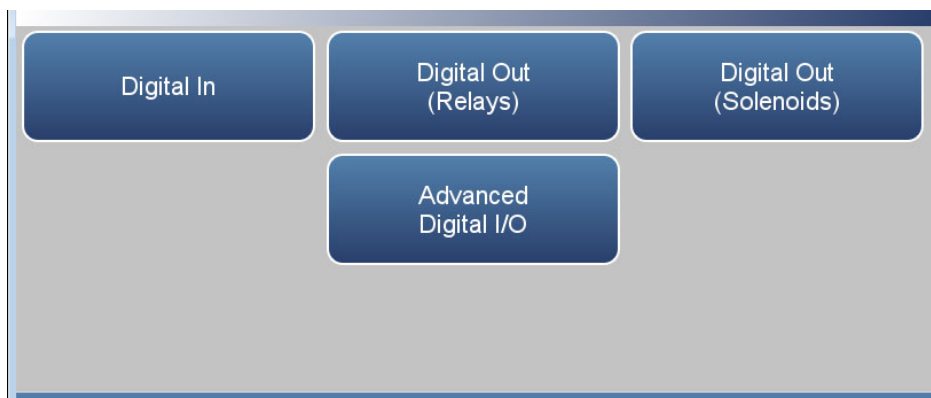 Digital In
Digital Out
(Relays)
Digital Out
(Solenoids)
Advanced
Digital I/O